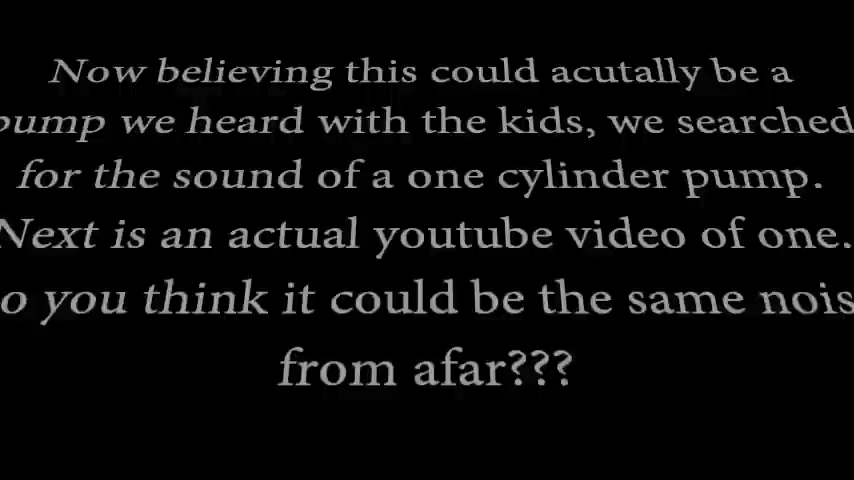 Now believing this could acutally be a
pump we heard with the kids, we searched
for the sound of a one cylinder pump.
Next is an actual youtube video of one.
o you think it could be the same nois
from afar???